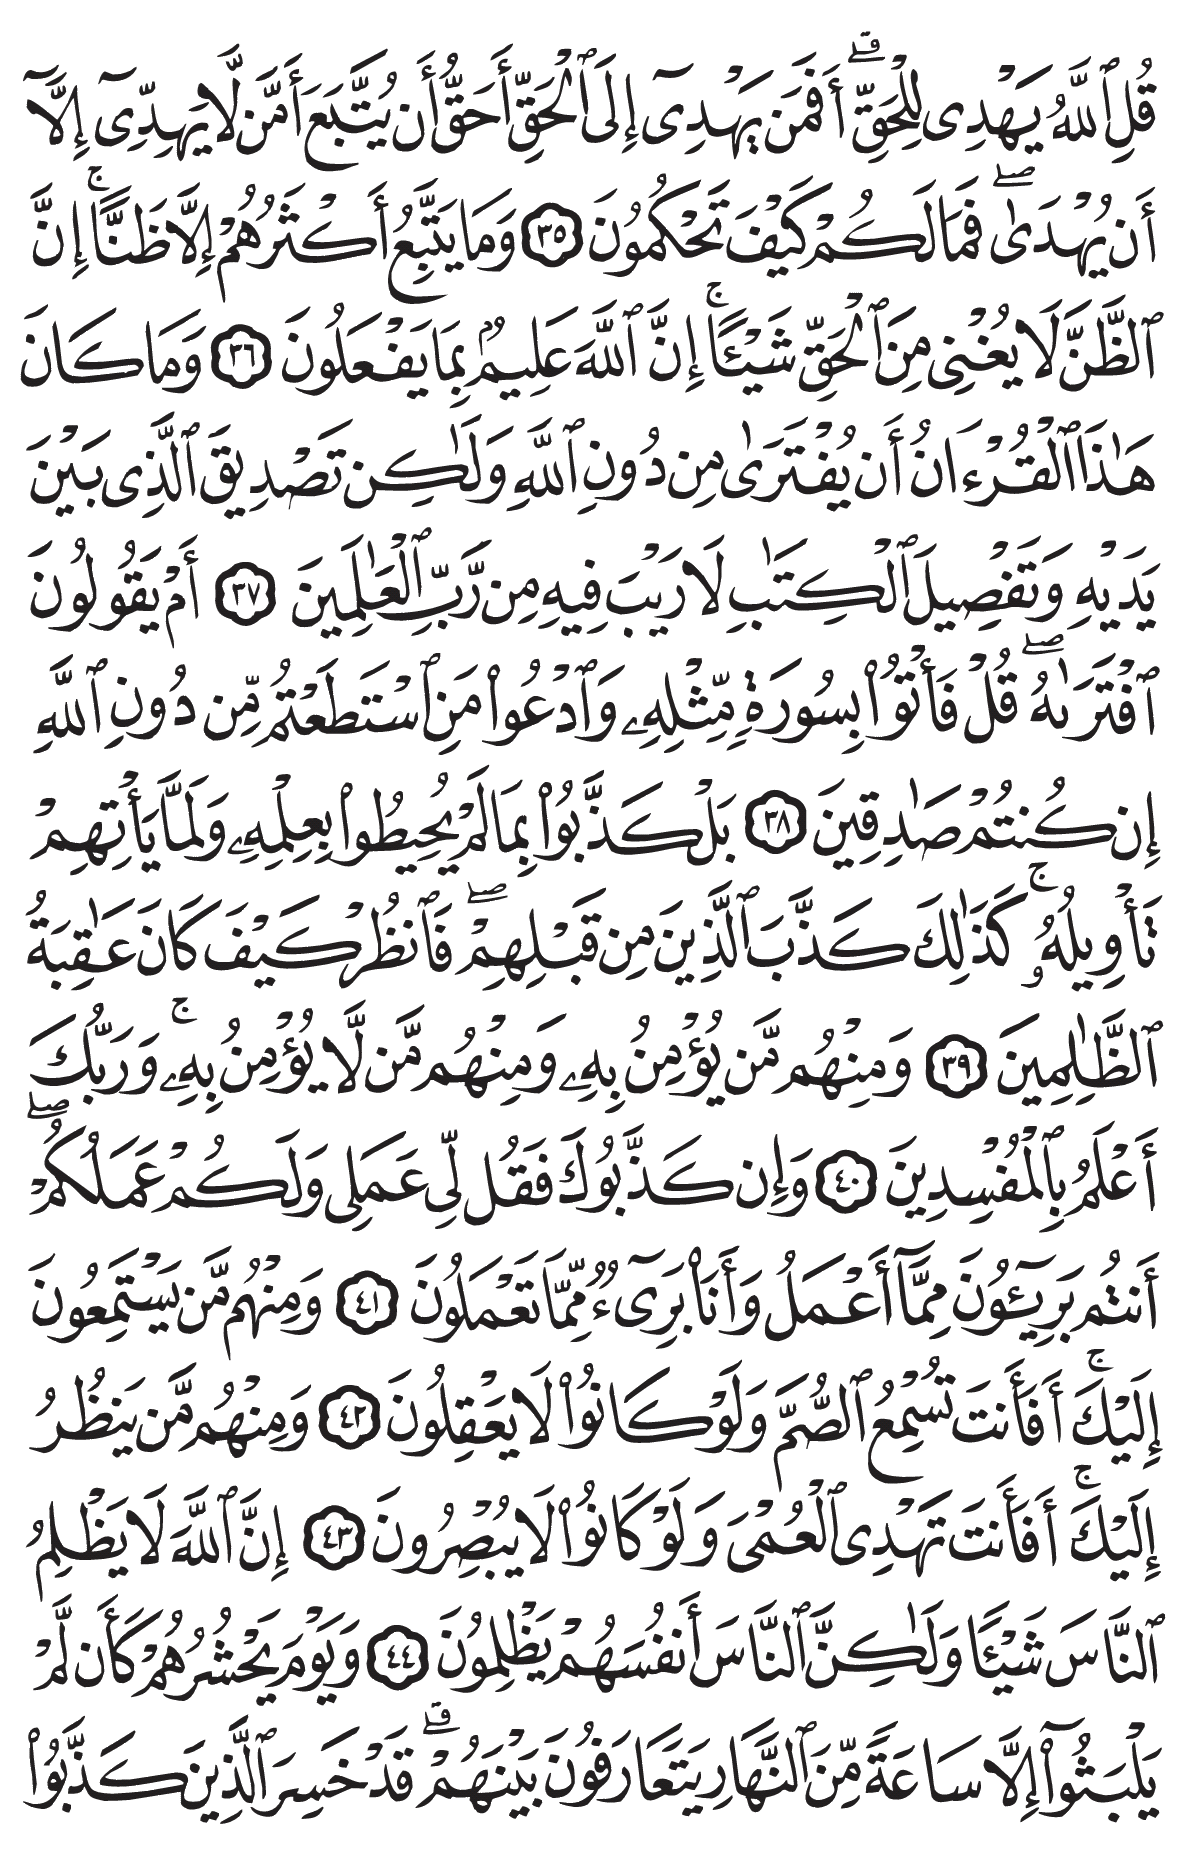 قُلِ ٱللَّهُ يَهْدِى لِلْحَقِّ ۗ أَفَمَن يَهْدِىٓ إِلَى ٱلْحَقِّ أَحَقُّ أَن يُتَّبَعَ أَمَّن لَّا يَهِدِّىٓ إِلَّآ
أَن يُهْدَىٰ ۖ فَمَا لَكُمْ كَيْفَ تَحْكُمُونَ ٣٥ وَمَا يَتَّبِعُ أَكْثَرُهُمْ إِلَّا ظَنًّا ۚ إِنَّ
ٱلظَّنَّ لَا يُغْنِى مِنَ ٱلْحَقِّ شَيْـًٔا ۚ إِنَّ ٱللَّهَ عَلِيمٌۢ بِمَا يَفْعَلُونَ ٣٦ وَمَا كَانَ
هَـٰذَا ٱلْقُرْءَانُ أَن يُفْتَرَىٰ مِن دُونِ ٱللَّهِ وَلَـٰكِن تَصْدِيقَ ٱلَّذِى بَيْنَ
يَدَيْهِ وَتَفْصِيلَ ٱلْكِتَـٰبِ لَا رَيْبَ فِيهِ مِن رَّبِّ ٱلْعَـٰلَمِينَ ٣٧ أَمْ يَقُولُونَ
ٱفْتَرَىٰهُ ۖ قُلْ فَأْتُوا۟ بِسُورَةٍ مِّثْلِهِۦ وَٱدْعُوا۟ مَنِ ٱسْتَطَعْتُم مِّن دُونِ ٱللَّهِ
إِن كُنتُمْ صَـٰدِقِينَ ٣٨ بَلْ كَذَّبُوا۟ بِمَا لَمْ يُحِيطُوا۟ بِعِلْمِهِۦ وَلَمَّا يَأْتِهِمْ
تَأْوِيلُهُۥ ۚ كَذَٰلِكَ كَذَّبَ ٱلَّذِينَ مِن قَبْلِهِمْ ۖ فَٱنظُرْ كَيْفَ كَانَ عَـٰقِبَةُ
ٱلظَّـٰلِمِينَ ٣٩ وَمِنْهُم مَّن يُؤْمِنُ بِهِۦ وَمِنْهُم مَّن لَّا يُؤْمِنُ بِهِۦ ۚ وَرَبُّكَ
أَعْلَمُ بِٱلْمُفْسِدِينَ ٤٠ وَإِن كَذَّبُوكَ فَقُل لِّى عَمَلِى وَلَكُمْ عَمَلُكُمْ ۖ
أَنتُم بَرِيٓـُٔونَ مِمَّآ أَعْمَلُ وَأَنَا۠ بَرِىٓءٌ مِّمَّا تَعْمَلُونَ ٤١ وَمِنْهُم مَّن يَسْتَمِعُونَ
إِلَيْكَ ۚ أَفَأَنتَ تُسْمِعُ ٱلصُّمَّ وَلَوْ كَانُوا۟ لَا يَعْقِلُونَ ٤٢ وَمِنْهُم مَّن يَنظُرُ
إِلَيْكَ ۚ أَفَأَنتَ تَهْدِى ٱلْعُمْىَ وَلَوْ كَانُوا۟ لَا يُبْصِرُونَ ٤٣ إِنَّ ٱللَّهَ لَا يَظْلِمُ
ٱلنَّاسَ شَيْـًٔا وَلَـٰكِنَّ ٱلنَّاسَ أَنفُسَهُمْ يَظْلِمُونَ ٤٤ وَيَوْمَ يَحْشُرُهُمْ كَأَن لَّمْ
يَلْبَثُوٓا۟ إِلَّا سَاعَةً مِّنَ ٱلنَّهَارِ يَتَعَارَفُونَ بَيْنَهُمْ ۗ قَدْ خَسِرَ ٱلَّذِينَ كَذَّبُوا۟